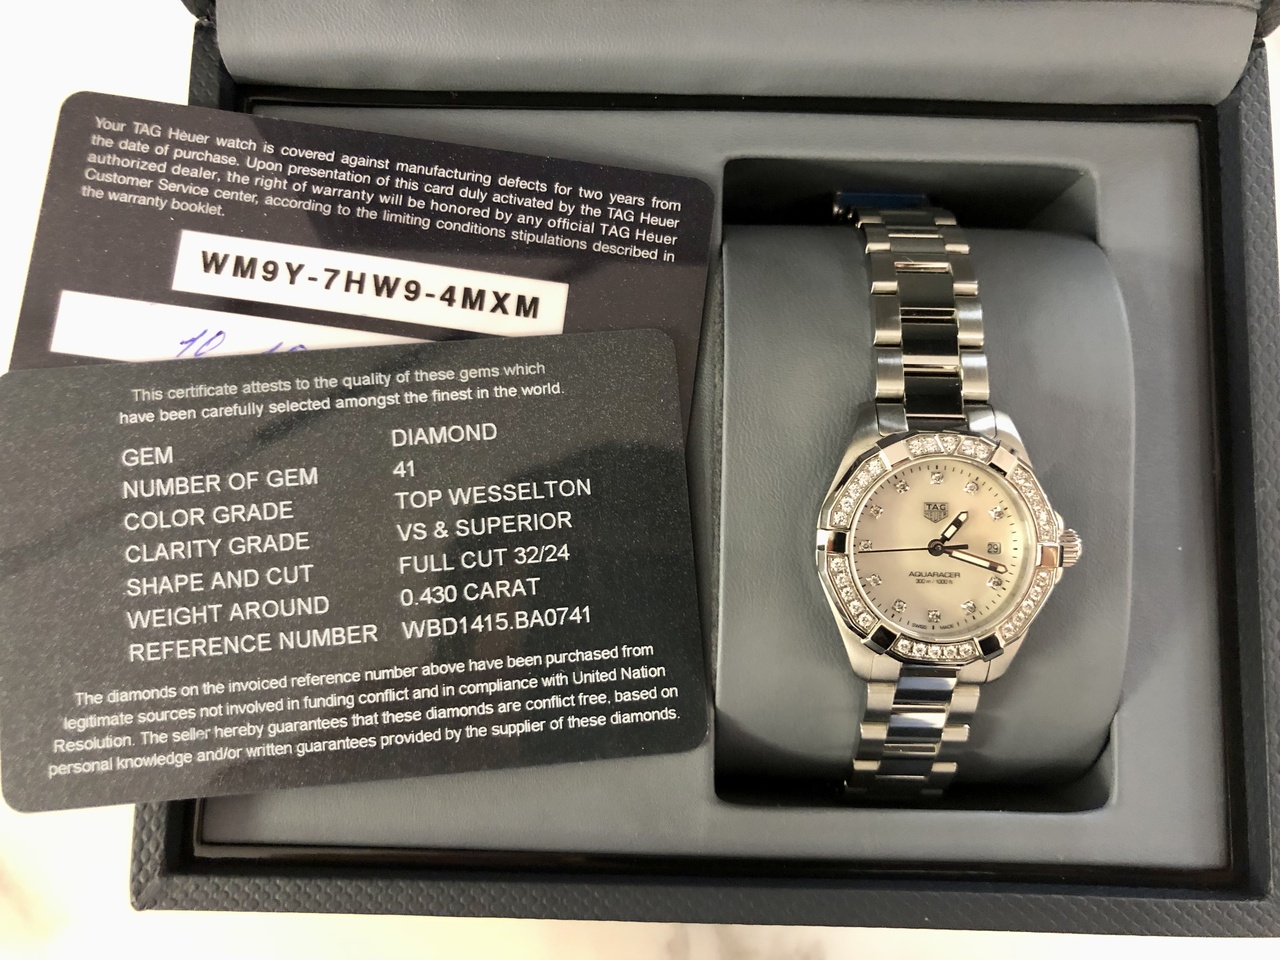 Your TAG Heuer watch is covered against manufacturing defects for two years from
the date of purchase. Upon presentation of this card duly activated by the TAG Heuer
authorized dealer, the right of warranty will be honored by any official TAG Heuer
Customer Service center, according to the limiting conditions stipulations described in
the warranty booklet.
WM9Y-7HW9-4MXM
10
This certificate attests to the quality of these gems which
have been carefully selected amongst the finest in the world.
GEM DIAMOND
NUMBER OF GEM 41
COLOR GRADE TOP WESSELTON
CLARITY GRADE VS & SUPERIOR
SHAPE AND CUT FULL CUT 32/24
WEIGHT AROUND 0.430 CARAT
REFERENCE NUMBER WBD1415.BA0741
The diamonds on the invoiced reference number above have been purchased from
legitimate sources not involved in funding conflict and in compliance with United Nation
Resolution. The seller hereby guarantees that these diamonds are conflict free, based on
personal knowledge and/or written guarantees provided by the supplier of these diamonds.
TAG
HEUER
29
AQUARACER
300 m - 1000 ft
SWISS MADE